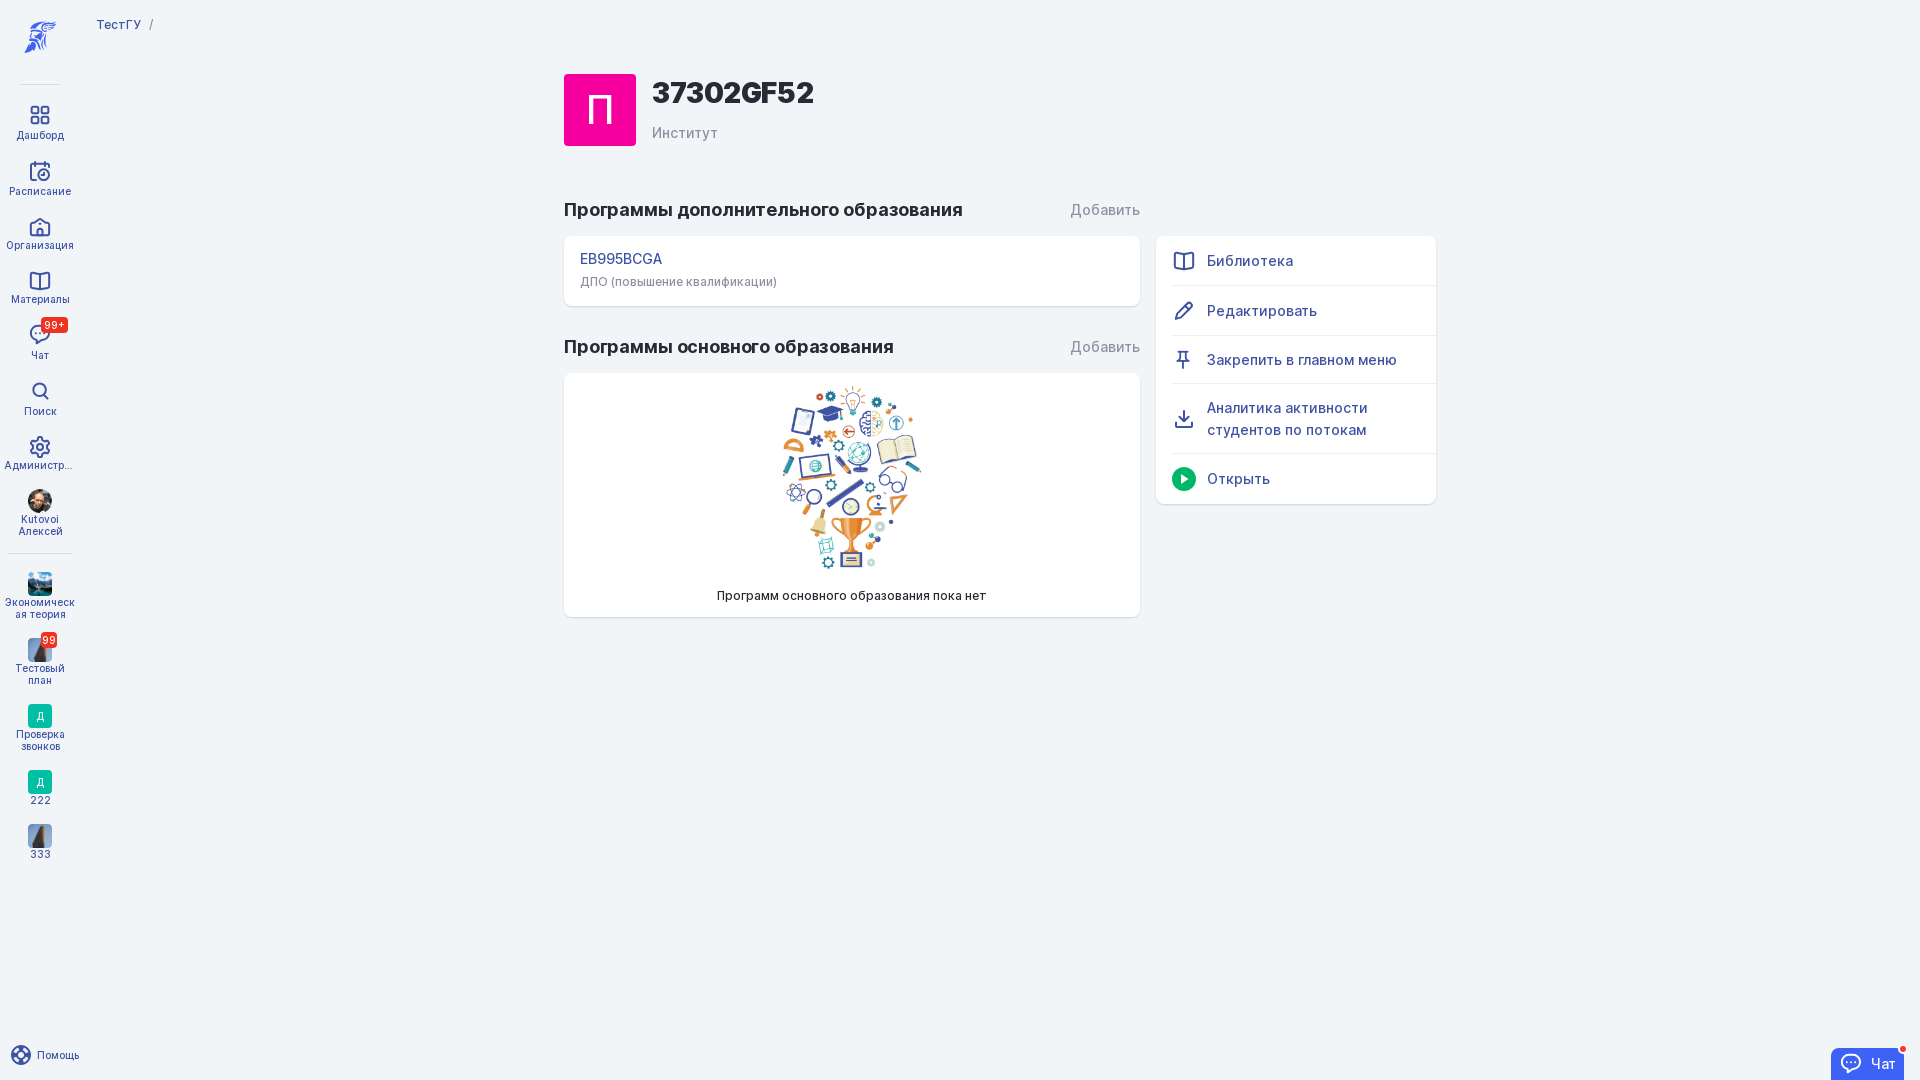 ТестГУ /
Дашборд
Расписание
Организация
Материалы
99+
Чат
Поиск
Администр...
Kutovoi
Алексей
Экономическ
ая теория
99
Тестовый
план
Д
Проверка
звонков
Д
222
333
Помощь
П
37302GF52
Институт
Программы дополнительного образования
Добавить
EB995BCGA
ДПО (повышение квалификации)
Программы основного образования
Добавить
Программ основного образования пока нет
Библиотека
Редактировать
Закрепить в главном меню
Аналитика активности
студентов по потокам
Открыть
Чат